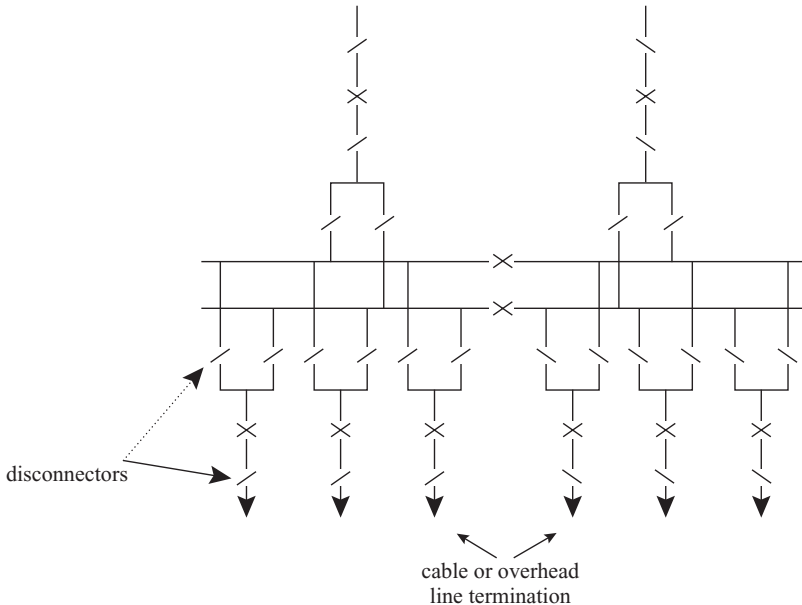 disconnectors
cable or overhead
line termination